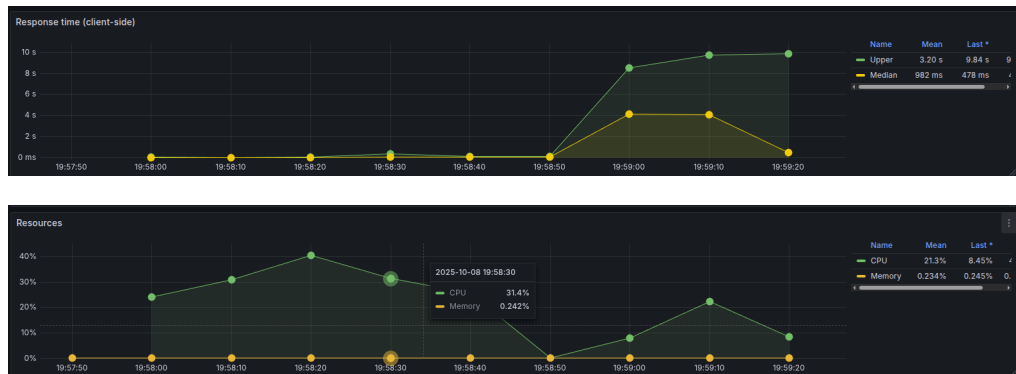 Response time (client-side)
Name Mean Last *
Upper 3.20 s 9.84 s 9
Median 982 ms 478 ms
10 s
8 s
6 s
4 s
2 s
0 ms
19:57:50 19:58:00 19:58:10 19:58:20 19:58:30 19:58:40 19:58:50 19:59:00 19:59:10 19:59:20
Resources
Name Mean Last *
CPU 21.3% 8.45%
Memory 0.234% 0.245% 0.
40%
30%
20%
10%
0%
2025-10-08 19:58:30
CPU 31.4%
Memory 0.242%
19:57:50 19:58:00 19:58:10 19:58:20 19:58:30 19:58:40 19:58:50 19:59:00 19:59:10 19:59:20